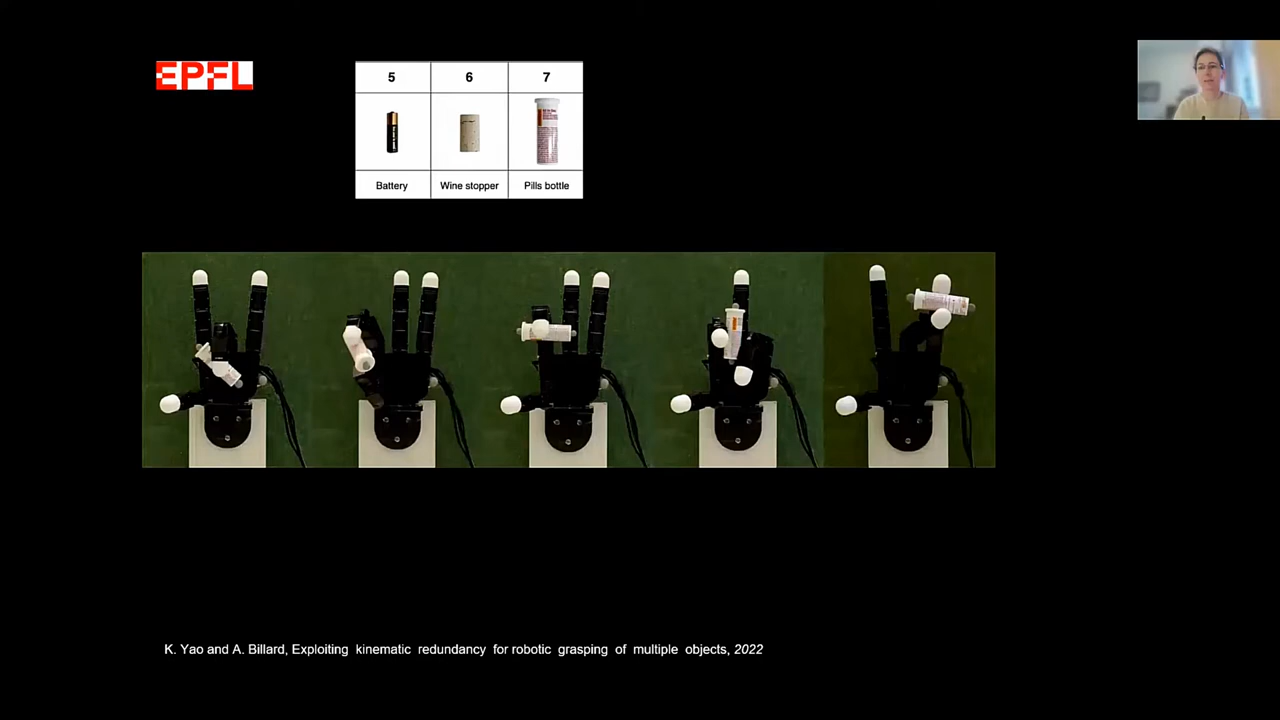 EPFL
5 6 7
Battery Wine stopper Pills bottle
K. Yao and A. Billard, Exploiting kinematic redundancy for robotic grasping of multiple objects, 2022